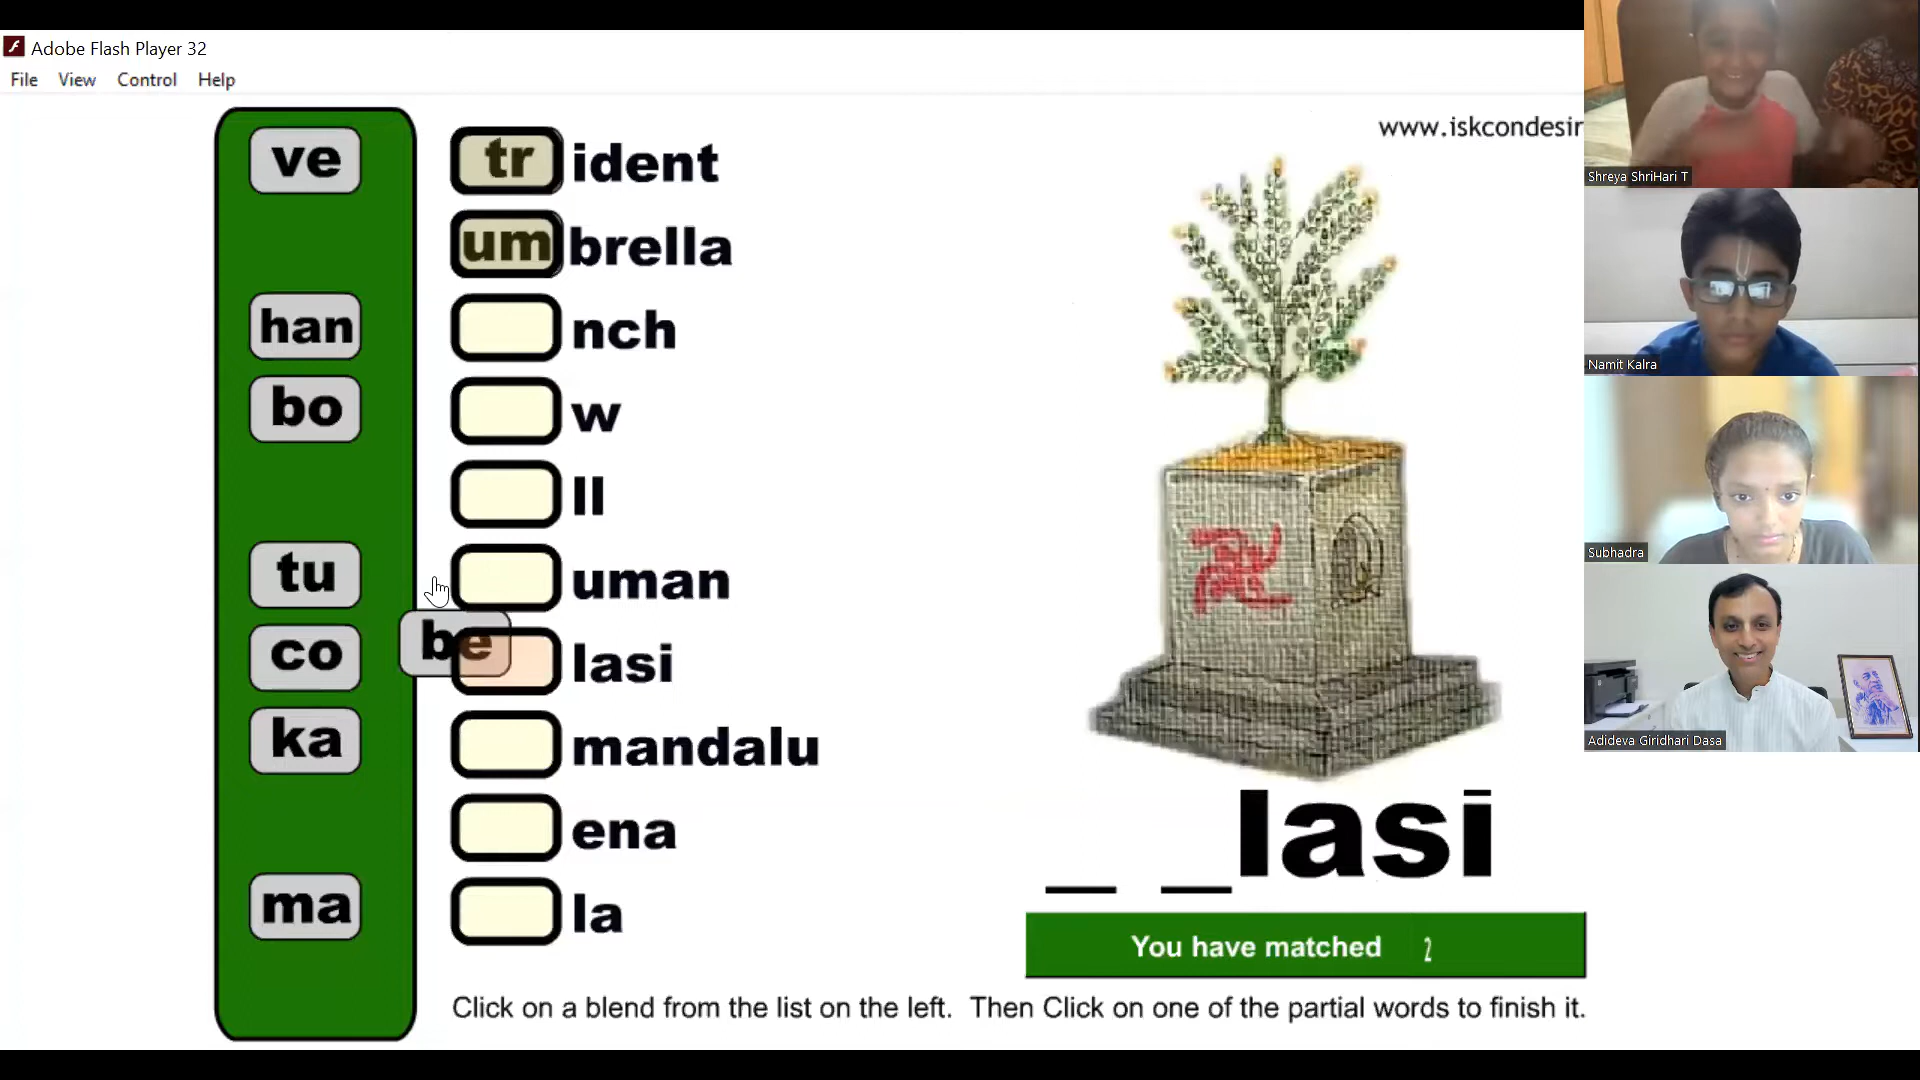 Adobe Flash Player 32
File View Control Help
www.iskcondesir
ve
tr ident
um brella
han
nch
bo
w
ll
tu
uman
be
co
lasi
ka
mandalu
ena
ma
la
_ _lasi
You have matched 2
Click on a blend from the list on the left. Then Click on one of the partial words to finish it.
Shreya ShriHari T
Namit Kalra
Subhadra
Adideva Giridhari Dasa